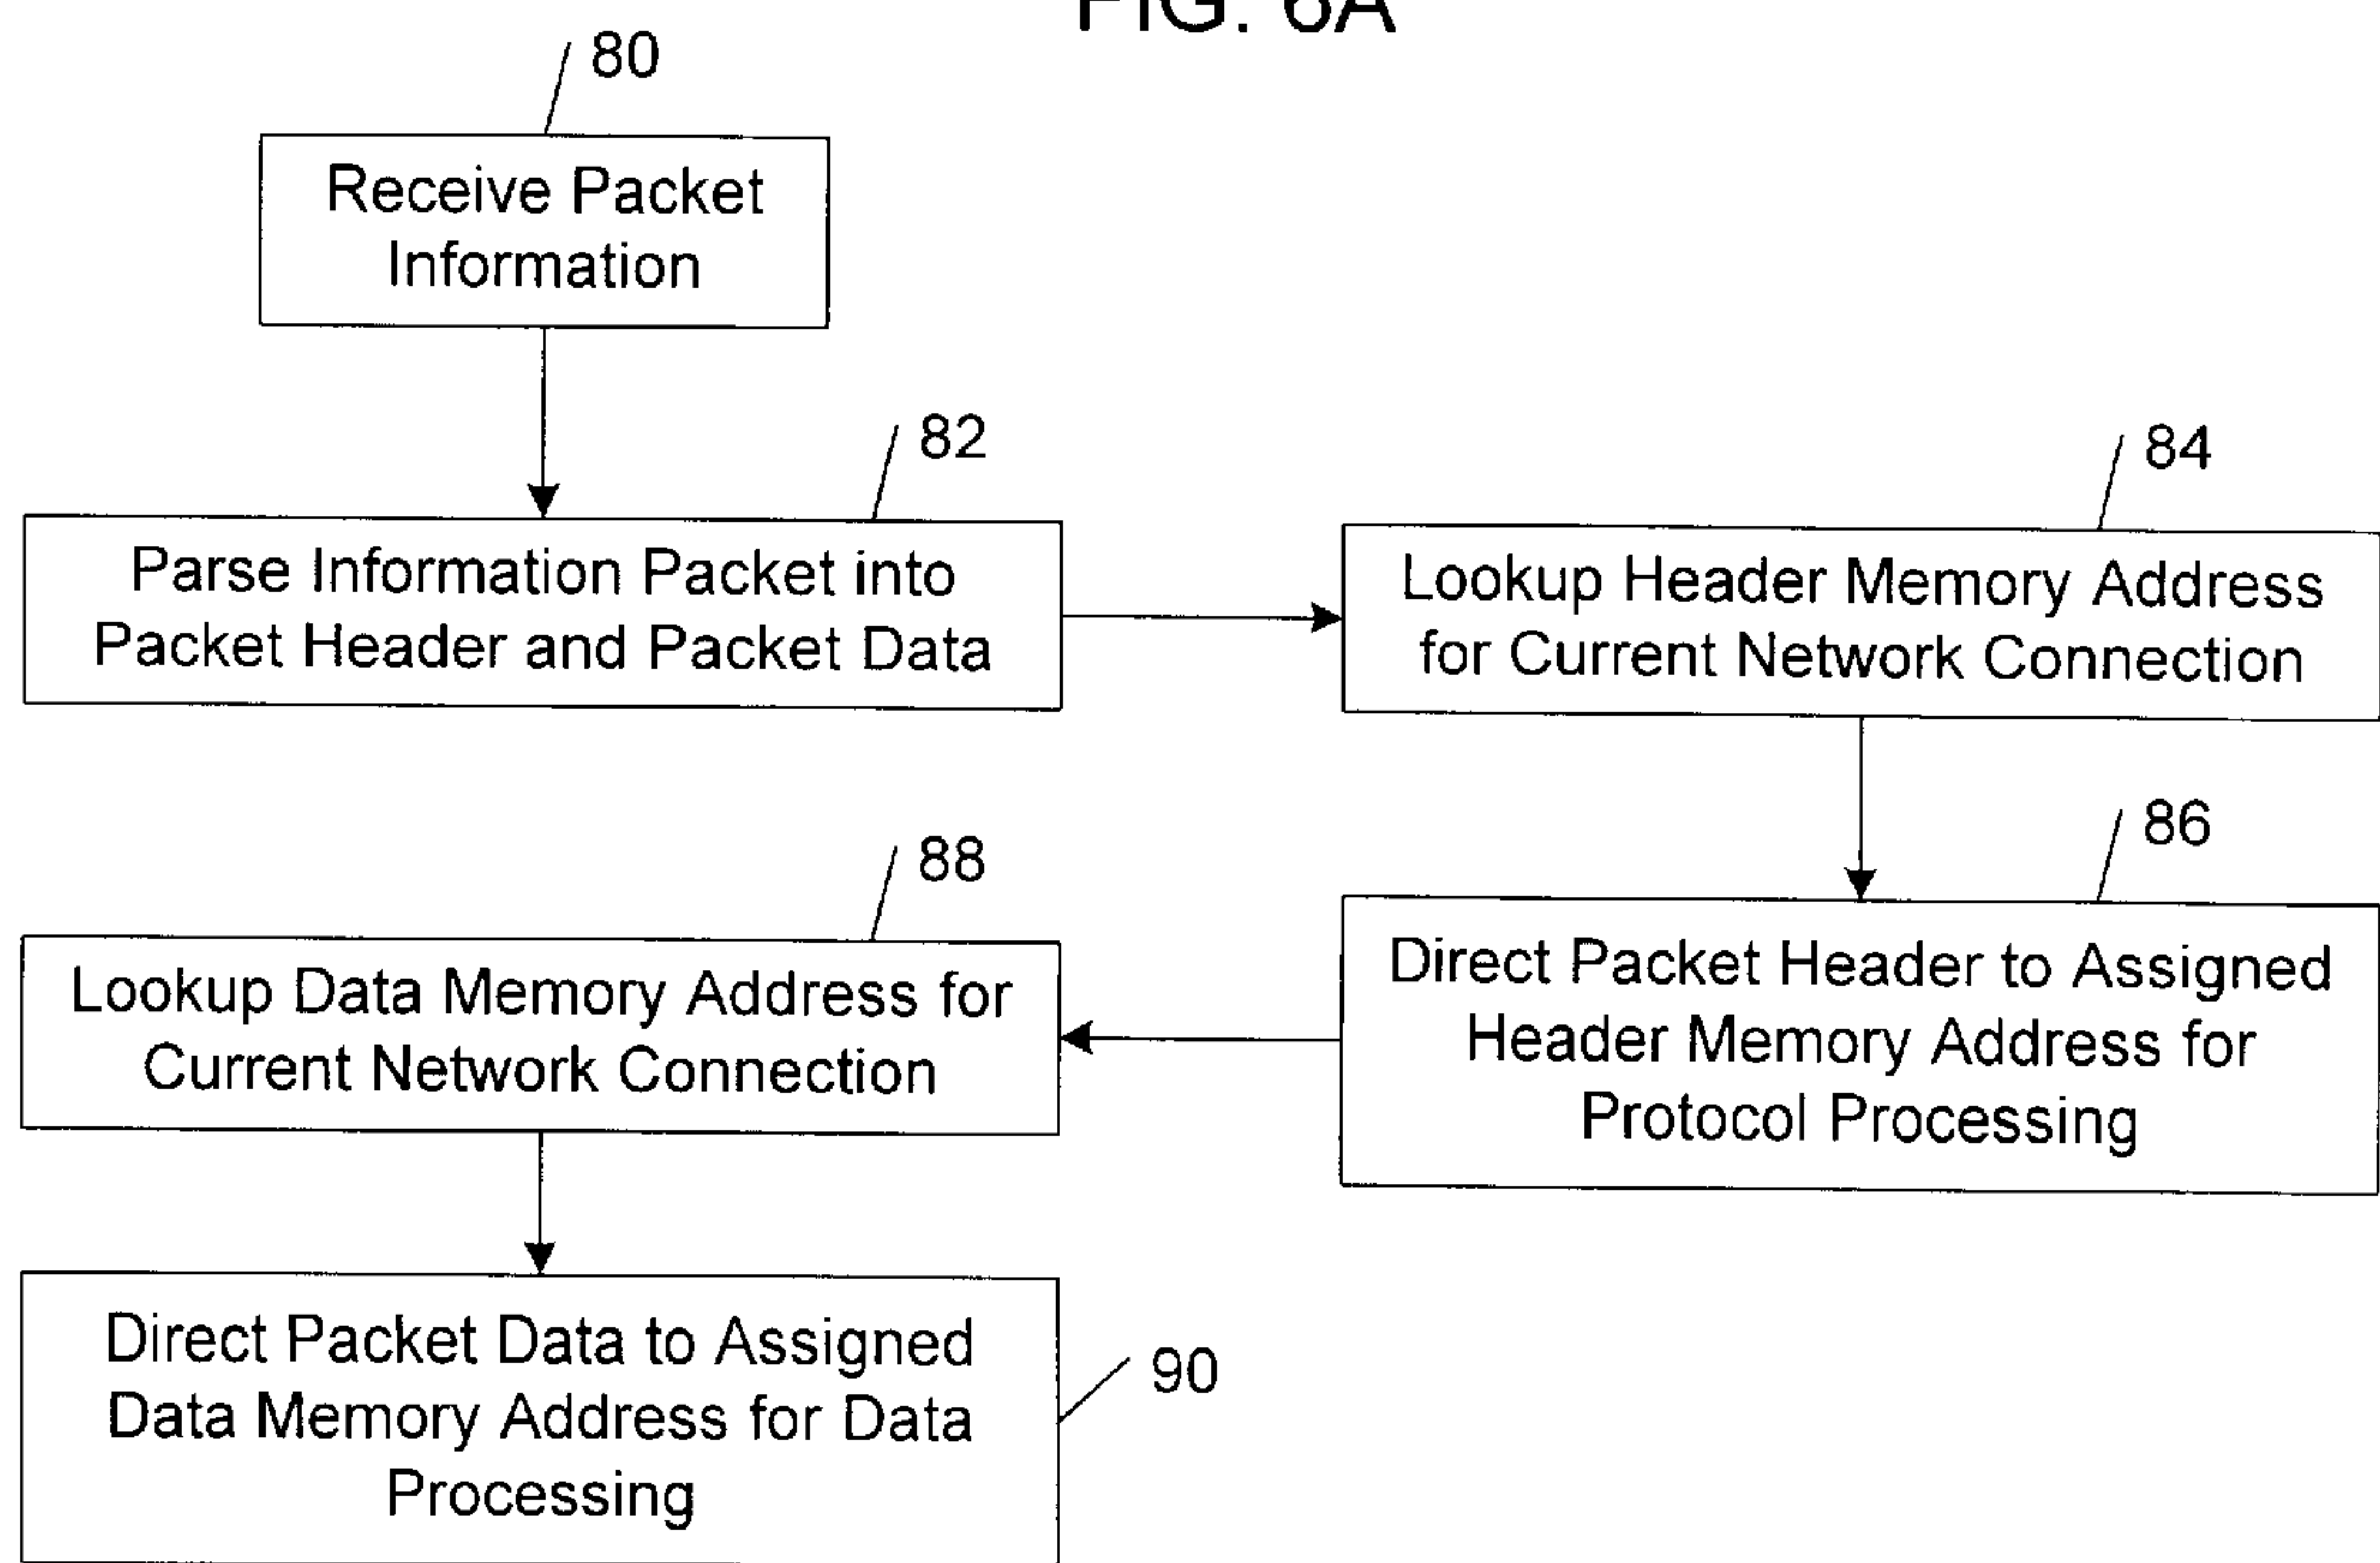 FIG. 6A
80
Receive Packet
Information
82
Parse Information Packet into
Packet Header and Packet Data
84
Lookup Header Memory Address
for Current Network Connection
86
Direct Packet Header to Assigned
Header Memory Address for
Protocol Processing
88
Lookup Data Memory Address for
Current Network Connection
90
Direct Packet Data to Assigned
Data Memory Address for Data
Processing